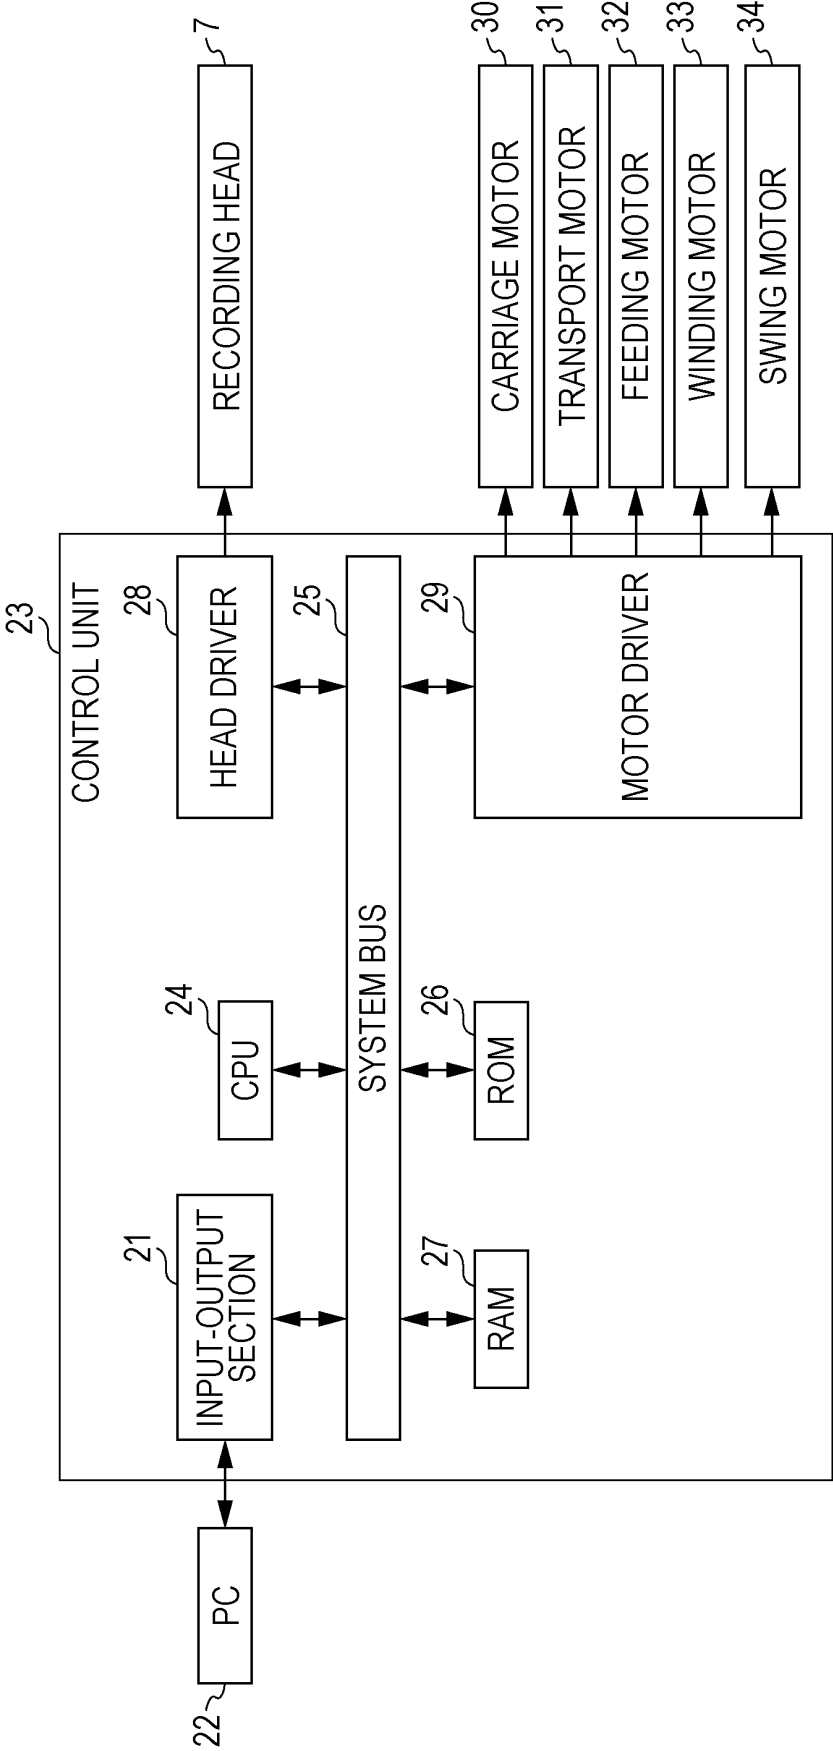 23
CONTROL UNIT
22
PC
21
INPUT-OUTPUT
SECTION
24
CPU
28
HEAD DRIVER
7
RECORDING HEAD
25
SYSTEM BUS
27
RAM
26
ROM
29
MOTOR DRIVER
30
CARRIAGE MOTOR
31
TRANSPORT MOTOR
32
FEEDING MOTOR
33
WINDING MOTOR
34
SWING MOTOR